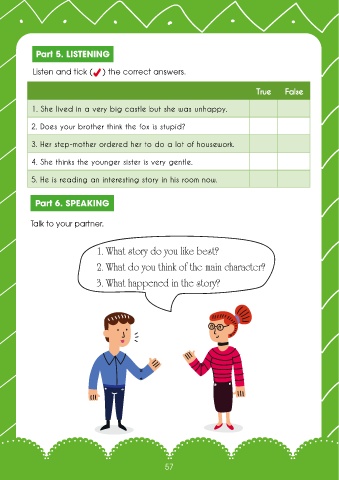 Part 5. LISTENING
Listen and tick (✓) the correct answers.
True False
1. She lived in a very big castle but she was unhappy.
2. Does your brother think the fox is stupid?
3. Her step-mother ordered her to do a lot of housework.
4. She thinks the younger sister is very gentle.
5. He is reading an interesting story in his room now.
Part 6. SPEAKING
Talk to your partner.
1. What story do you like best?
2. What do you think of the main character?
3. What happened in the story?
57